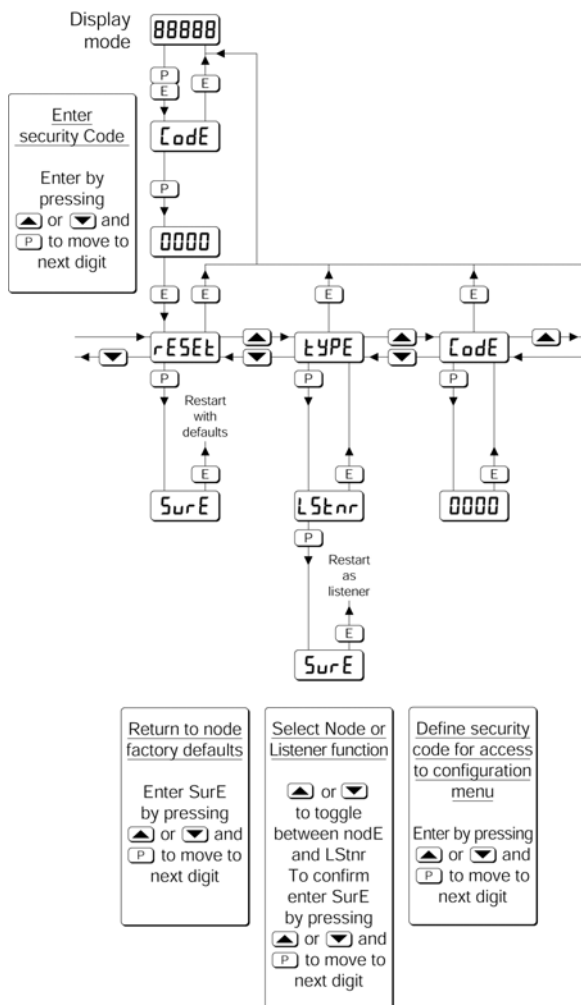 Display
mode
88888
P
E
E
CodE
Enter
security Code
Enter by
pressing
▲ or ▼ and
P to move to
next digit
P
0000
E
E
E
E
rESEt
▲
▼
tYPE
▲
▼
CodE
▲
▼
P
P
P
Restart
with
defaults
E
E
E
SurE
LStnr
0000
P
Restart
as
listener
E
SurE
Return to node
factory defaults
Enter SurE
by pressing
▲ or ▼ and
P to move to
next digit
Select Node or
Listener function
▲ or ▼
to toggle
between nodE
and LStnr
To confirm
enter SurE
by pressing
▲ or ▼ and
P to move to
next digit
Define security
code for access
to configuration
menu
Enter by pressing
▲ or ▼ and
P to move to
next digit